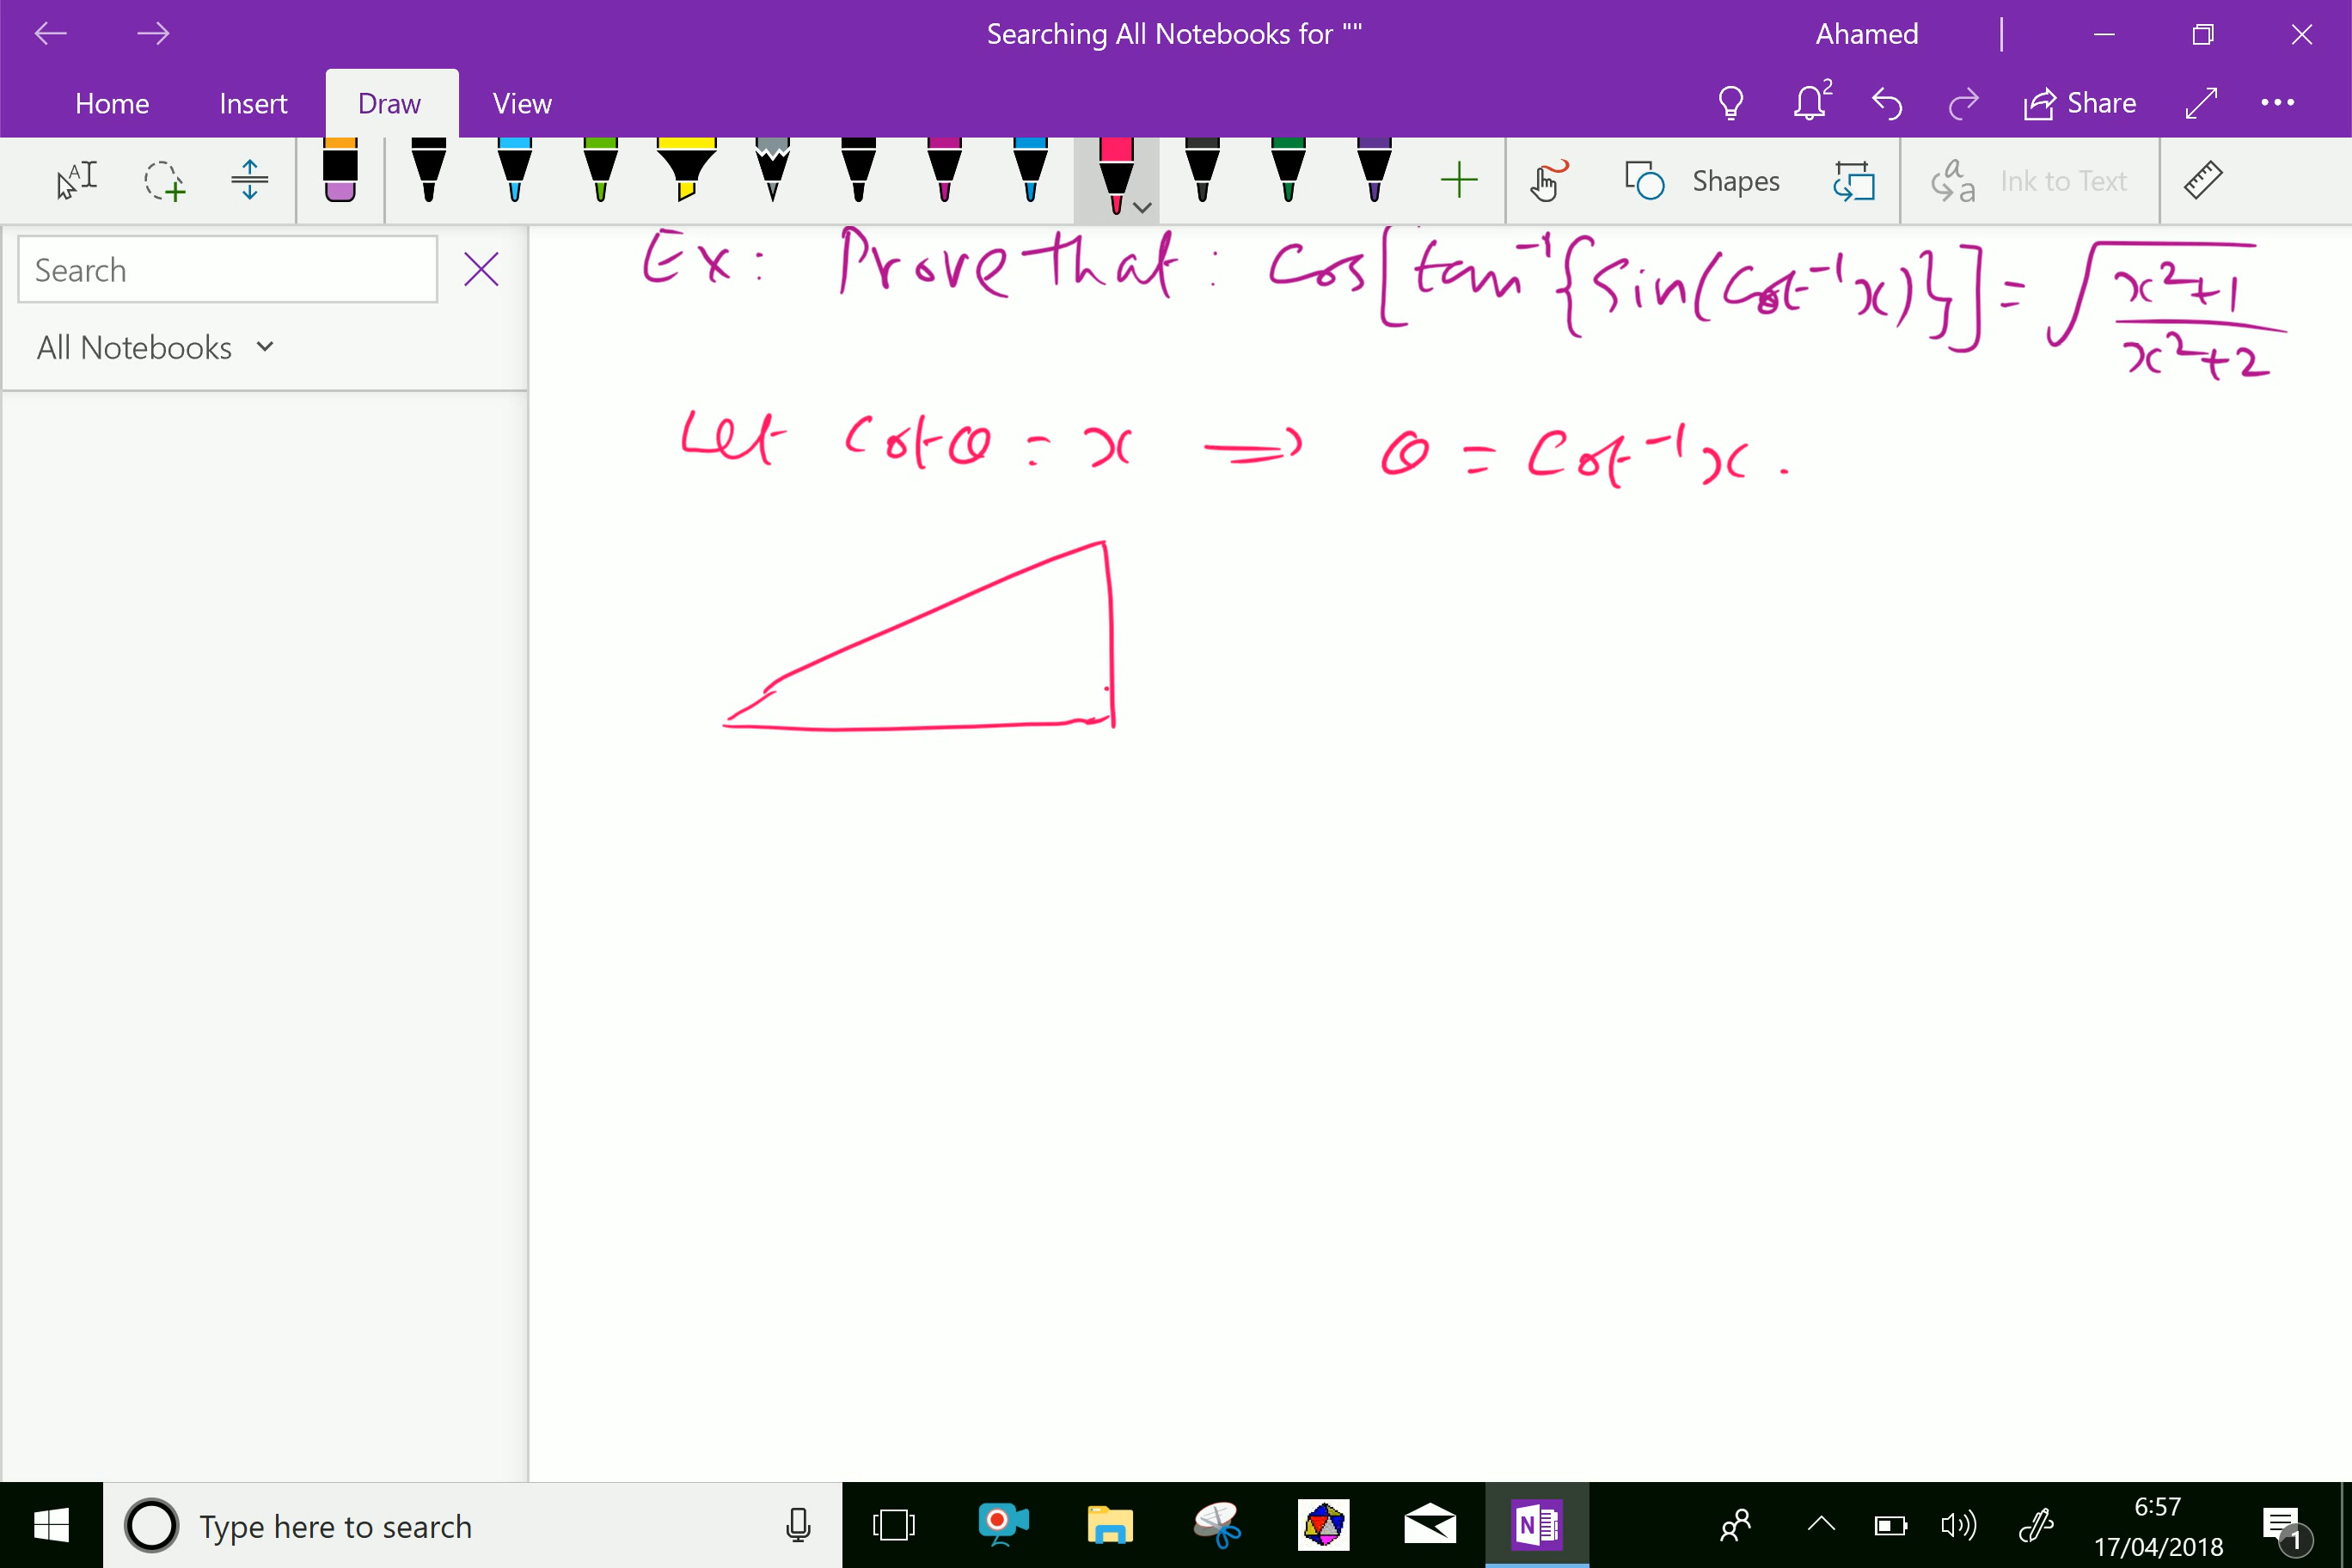 Searching All Notebooks for ""
Ahamed
Home Insert Draw View
2
Share
Shapes
Ink to Text
Search
All Notebooks
Ex: Prove that: Cos[tan⁻¹{Sin(Cot⁻¹x)}] = √((x²+1)/(x²+2))
Let Cotθ = x ⟹ θ = Cot⁻¹x.
Type here to search
N
6:57
17/04/2018
1